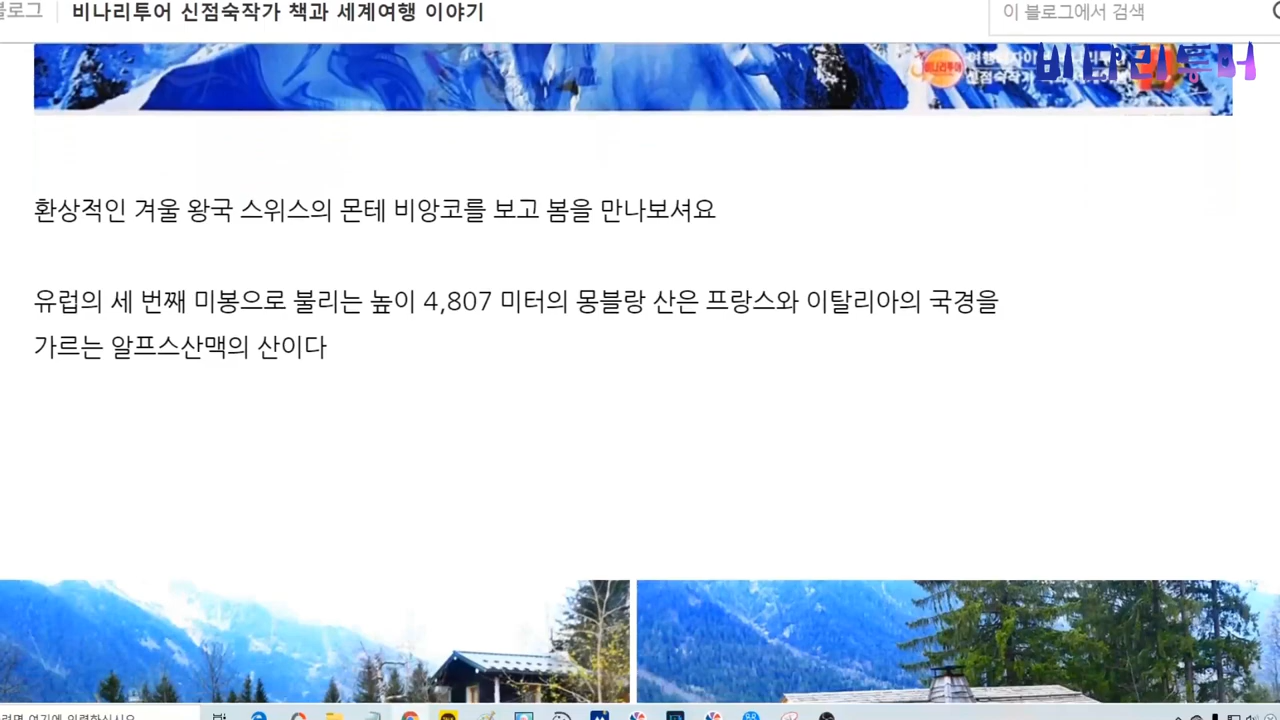 블로그
비나리투어 신점숙작가 책과 세계여행 이야기
이 블로그에서 검색
비나리투어
비나리투어
신점숙작가
환상적인 겨울 왕국 스위스의 몬테 비앙코를 보고 봄을 만나보셔요
유럽의 세 번째 미봉으로 불리는 높이 4,807 미터의 몽블랑 산은 프랑스와 이탈리아의 국경을
가르는 알프스산맥의 산이다